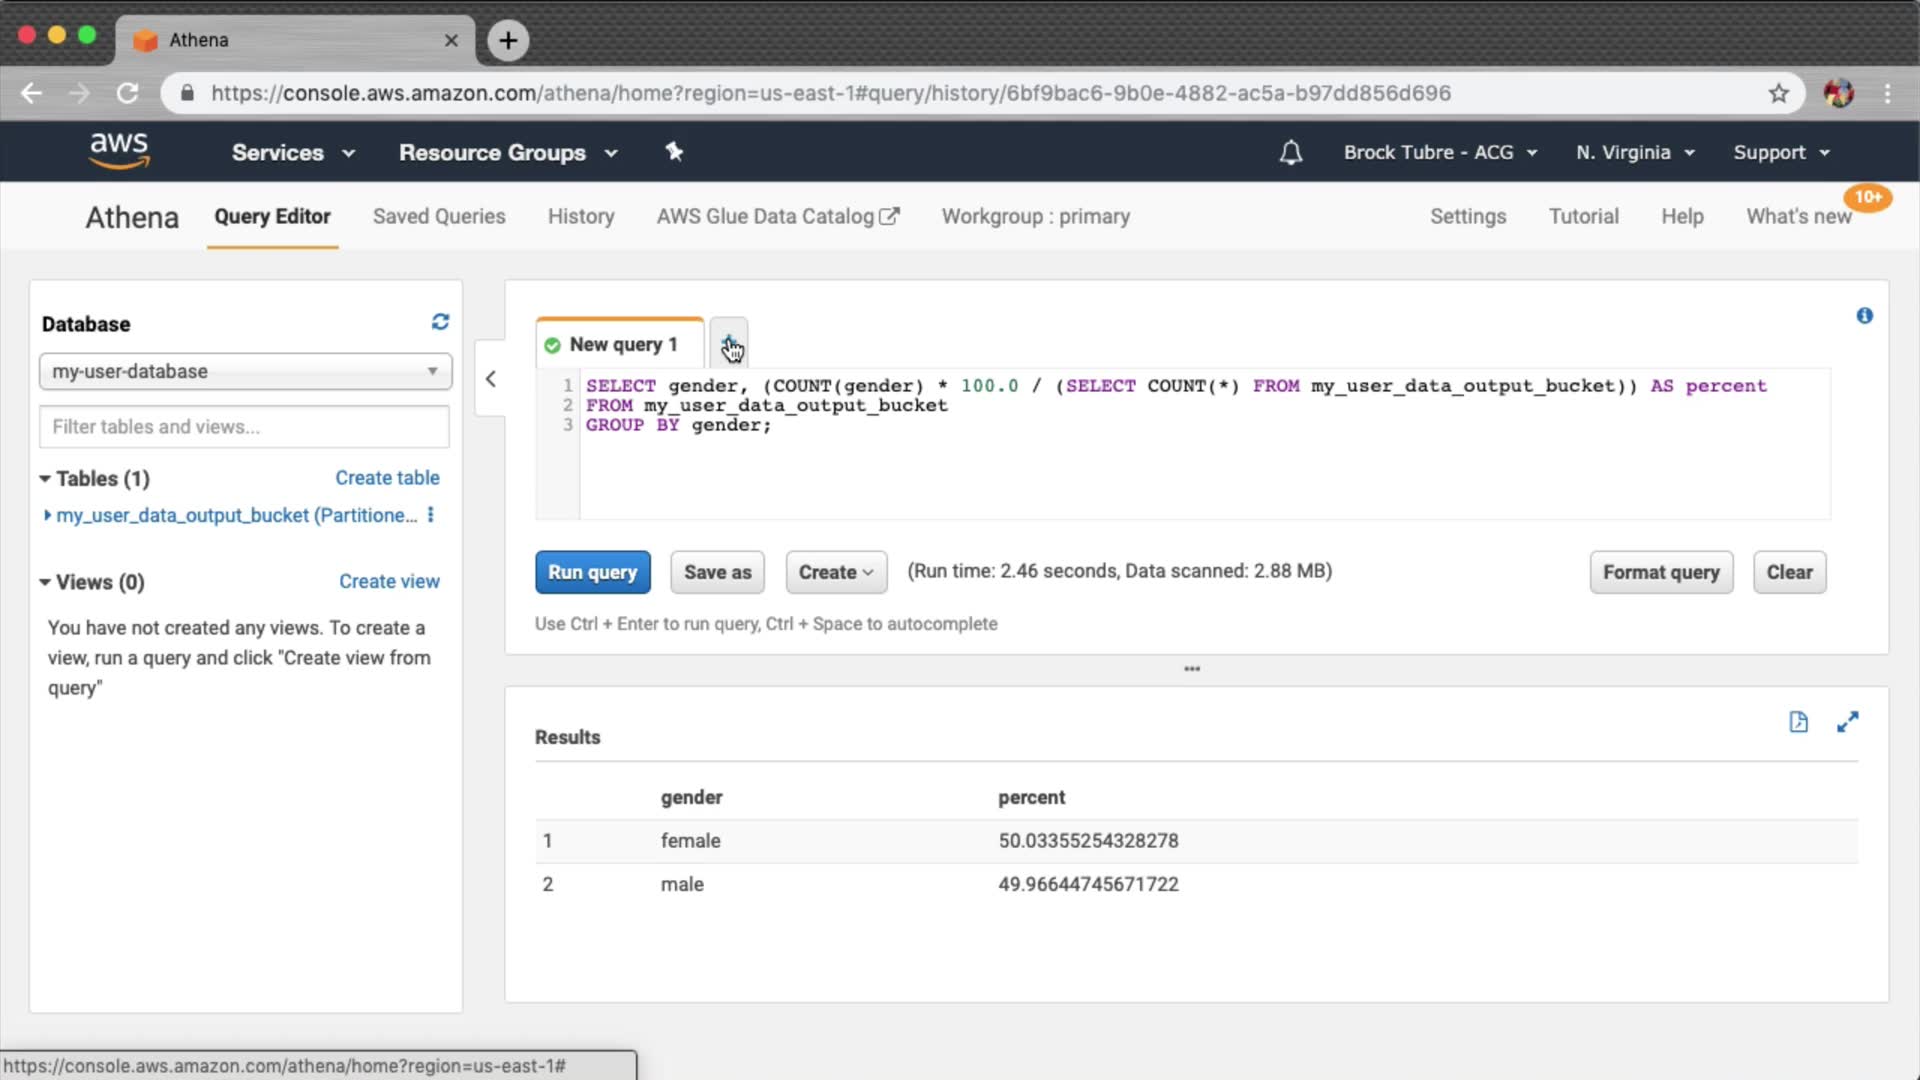 Athena
https://console.aws.amazon.com/athena/home?region=us-east-1#query/history/6bf9bac6-9b0e-4882-ac5a-b97dd856d696
aws Services Resource Groups Brock Tubre - ACG N. Virginia Support
Athena Query Editor Saved Queries History AWS Glue Data Catalog Workgroup : primary Settings Tutorial Help What's new 10+
Database
my-user-database
Filter tables and views...
Tables (1) Create table
my_user_data_output_bucket (Partitione...
Views (0) Create view
You have not created any views. To create a
view, run a query and click "Create view from
query"
New query 1
1 SELECT gender, (COUNT(gender) * 100.0 / (SELECT COUNT(*) FROM my_user_data_output_bucket)) AS percent
2 FROM my_user_data_output_bucket
3 GROUP BY gender;
Run query Save as Create (Run time: 2.46 seconds, Data scanned: 2.88 MB) Format query Clear
Use Ctrl + Enter to run query, Ctrl + Space to autocomplete
Results
gender percent
1 female 50.03355254328278
2 male 49.96644745671722
https://console.aws.amazon.com/athena/home?region=us-east-1#